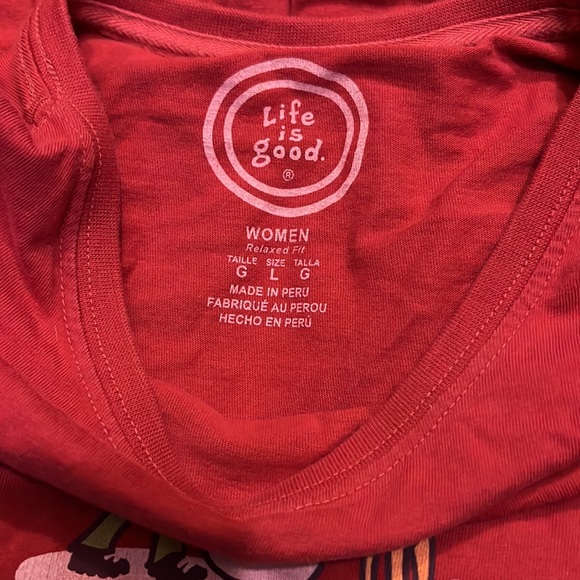 Life
is
good.
®
WOMEN
Relaxed Fit
TAILLE SIZE TALLA
G L G
MADE IN PERU
FABRIQUÉ AU PEROU
HECHO EN PERÚ